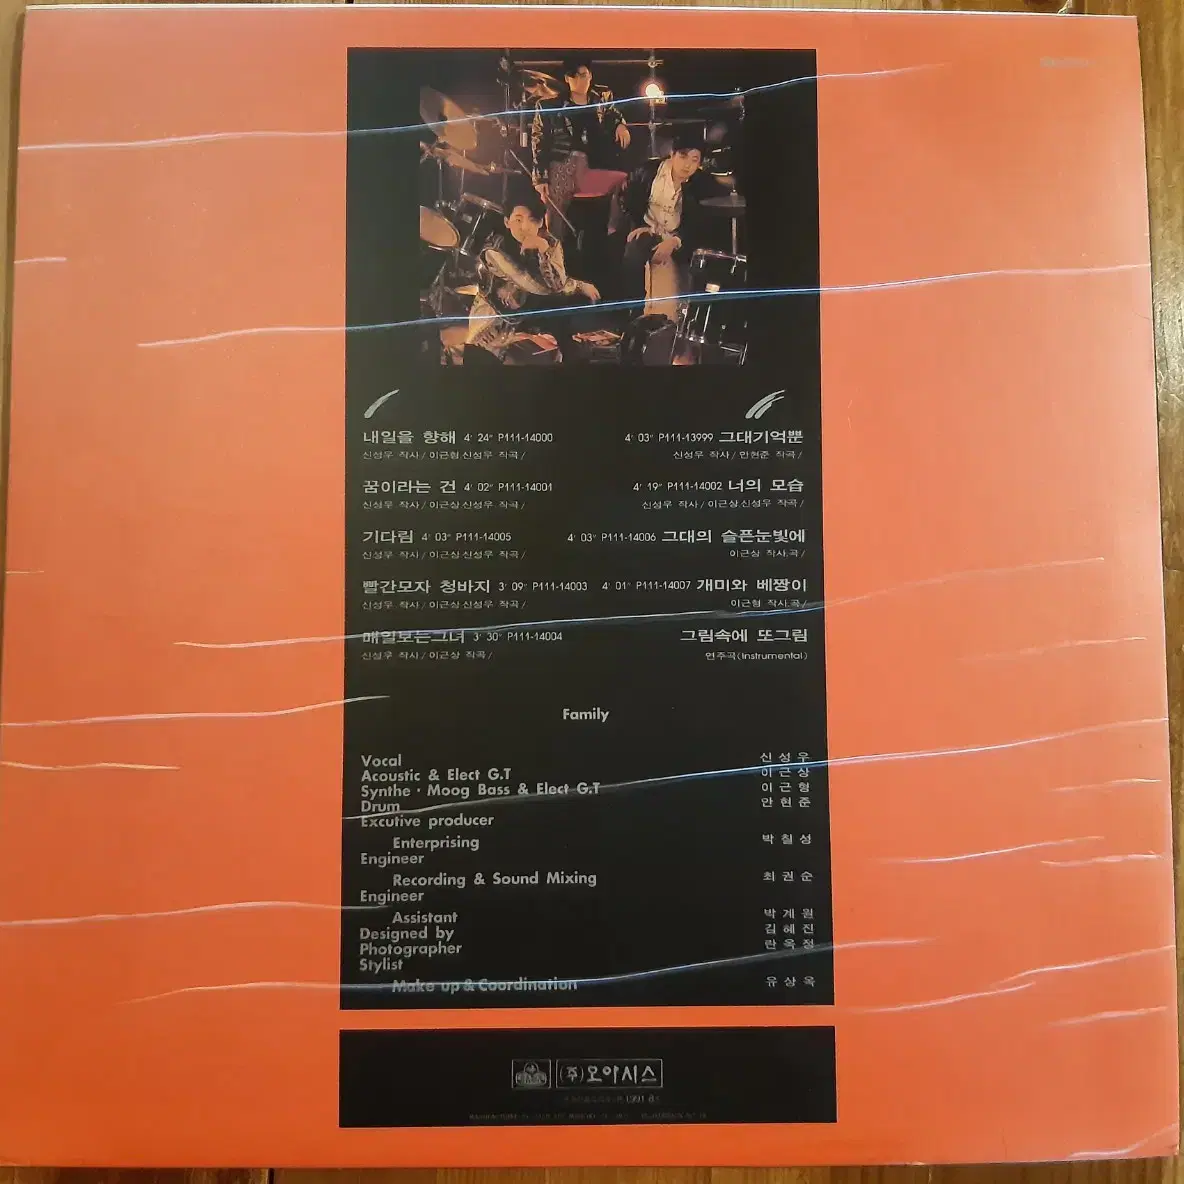 내일을 향해 4' 24" P111-14000
신성우 작사/이근형.신성우 작곡/
꿈이라는 건 4' 02" P111-14001
신성우 작사/이근상.신성우 작곡/
기다림 4' 03" P111-14005
신성우 작사/이근상.신성우 작곡/
빨간모자 청바지 3' 09" P111-14003
신성우 작사/이근상.신성우 작곡/
매일보는그녀 3' 30" P111-14004
신성우 작사/이근상 작곡/
4' 03" P111-13999 그대기억뿐
신성우 작사/안현준 작곡/
4' 19" P111-14002 너의 모습
신성우 작사/이근상.신성우 작곡/
4' 03" P111-14006 그대의 슬픈눈빛에
이근상 작사.곡/
4' 01" P111-14007 개미와 베짱이
이근형 작사.곡/
그림속에 또그림
연주곡(Instrumental)
Family
Vocal 신성우
Acoustic & Elect G.T 이근상
Synthe · Moog Bass & Elect G.T 이근형
Drum 안현준
Excutive producer
Enterprising 박칠성
Engineer
Recording & Sound Mixing 최권순
Engineer
Assistant 박계원
Designed by 김혜진
Photographer 란옥정
Stylist
Make up & Coordination 유상옥
(주)오아시스
1991.8